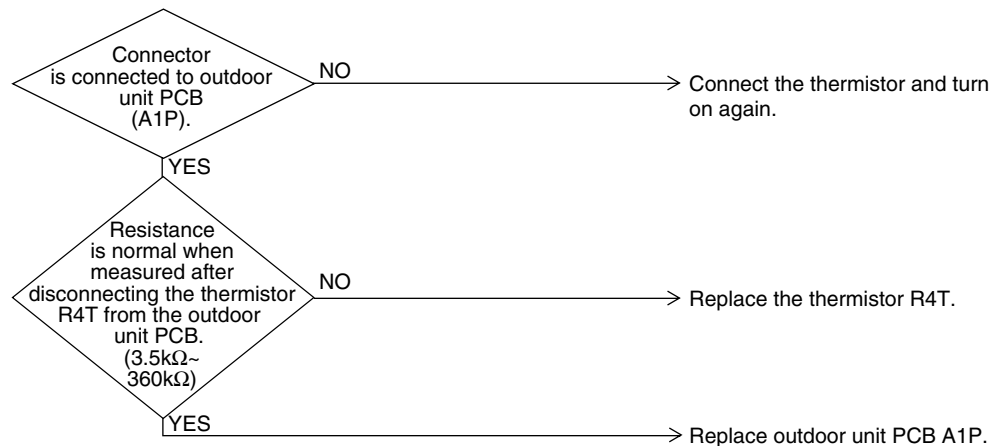 Connector
is connected to outdoor
unit PCB
(A1P).
NO
Connect the thermistor and turn
on again.
YES
Resistance
is normal when
measured after
disconnecting the thermistor
R4T from the outdoor
unit PCB.
(3.5kΩ~
360kΩ)
NO
Replace the thermistor R4T.
YES
Replace outdoor unit PCB A1P.